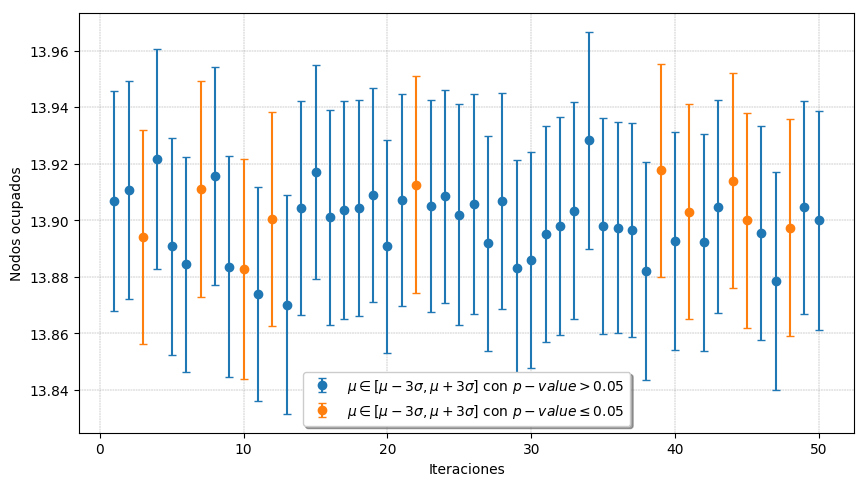 13.96
13.94
13.92
13.90
13.88
13.86
13.84
Nodos ocupados
μ ∈ [μ − 3σ, μ + 3σ] con p − value > 0.05
μ ∈ [μ − 3σ, μ + 3σ] con p − value ≤ 0.05
0 10 20 30 40 50
Iteraciones